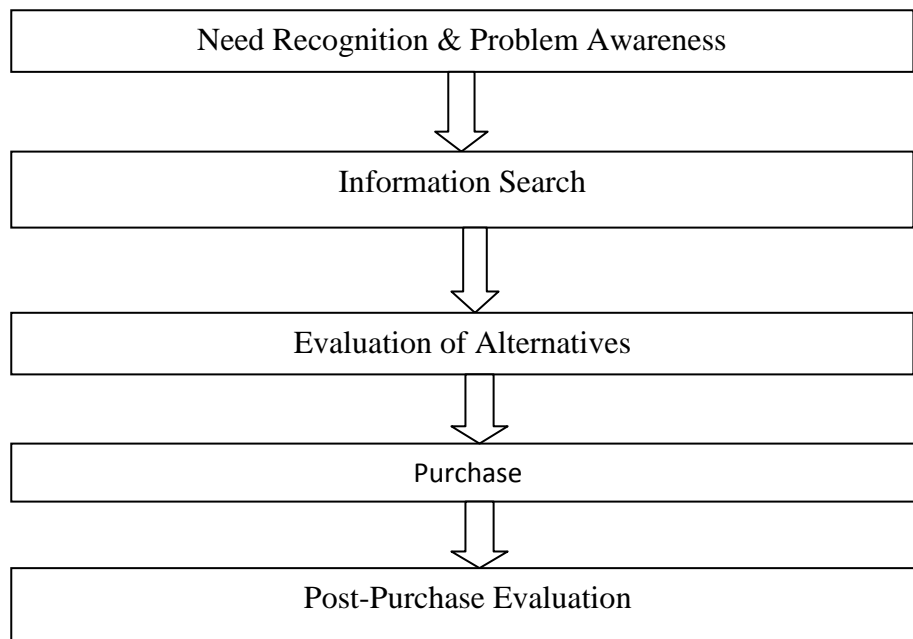 Need Recognition & Problem Awareness
Information Search
Evaluation of Alternatives
Purchase
Post-Purchase Evaluation